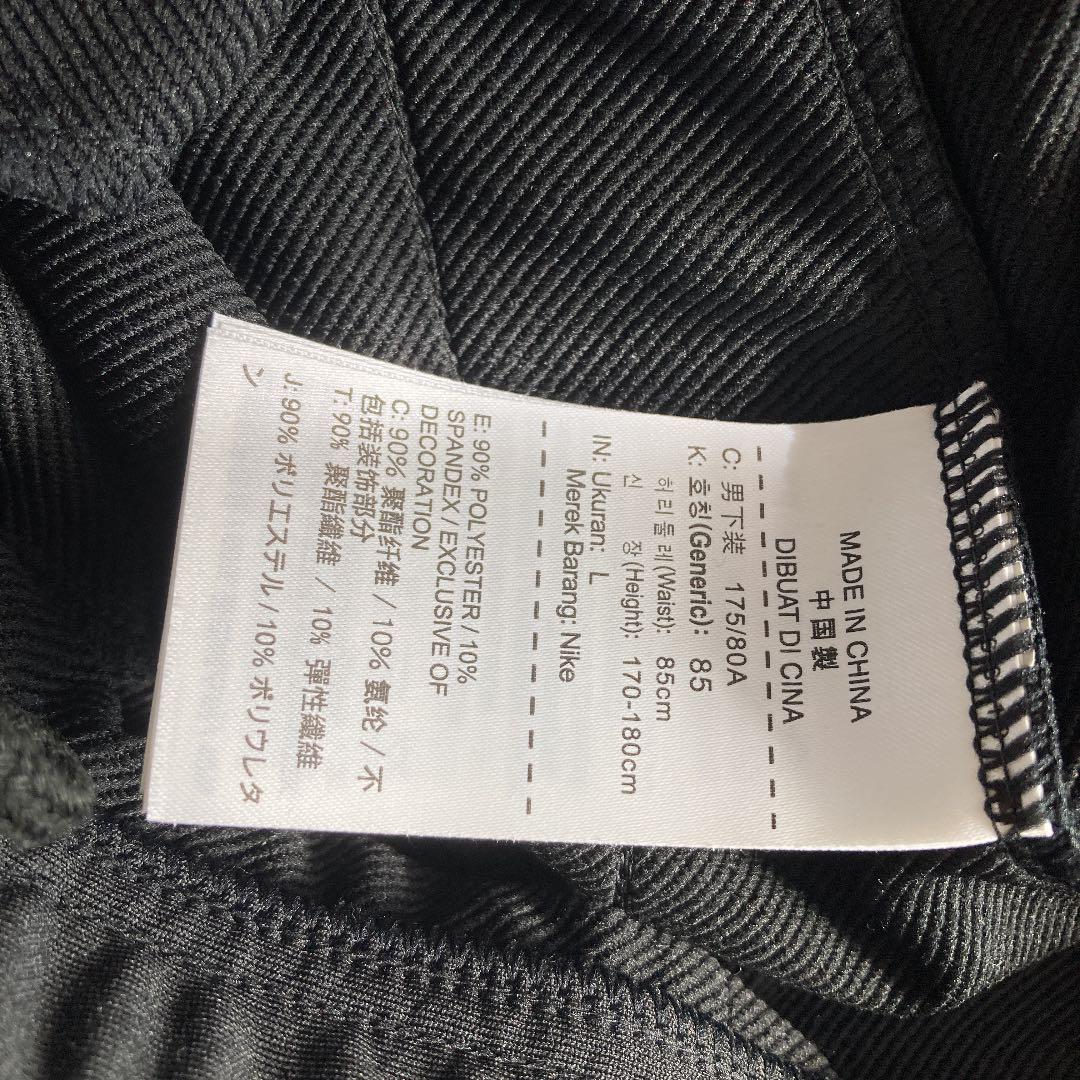 MADE IN CHINA
中國製
DIBUAT DI CINA
C: 男下装 175/80A
K: 호칭(Generic): 85
허리둘레(Waist): 85cm
신 장(Height): 170-180cm
IN: Ukuran: L
Merek Barang: Nike
E: 90% POLYESTER / 10%
SPANDEX / EXCLUSIVE OF
DECORATION
C: 90% 聚酯纤维 / 10% 氨纶 / 不
包括装饰部分
T: 90% 聚酯纖維 / 10% 彈性纖維
J: 90% ポリエステル / 10% ポリウレタ
ン